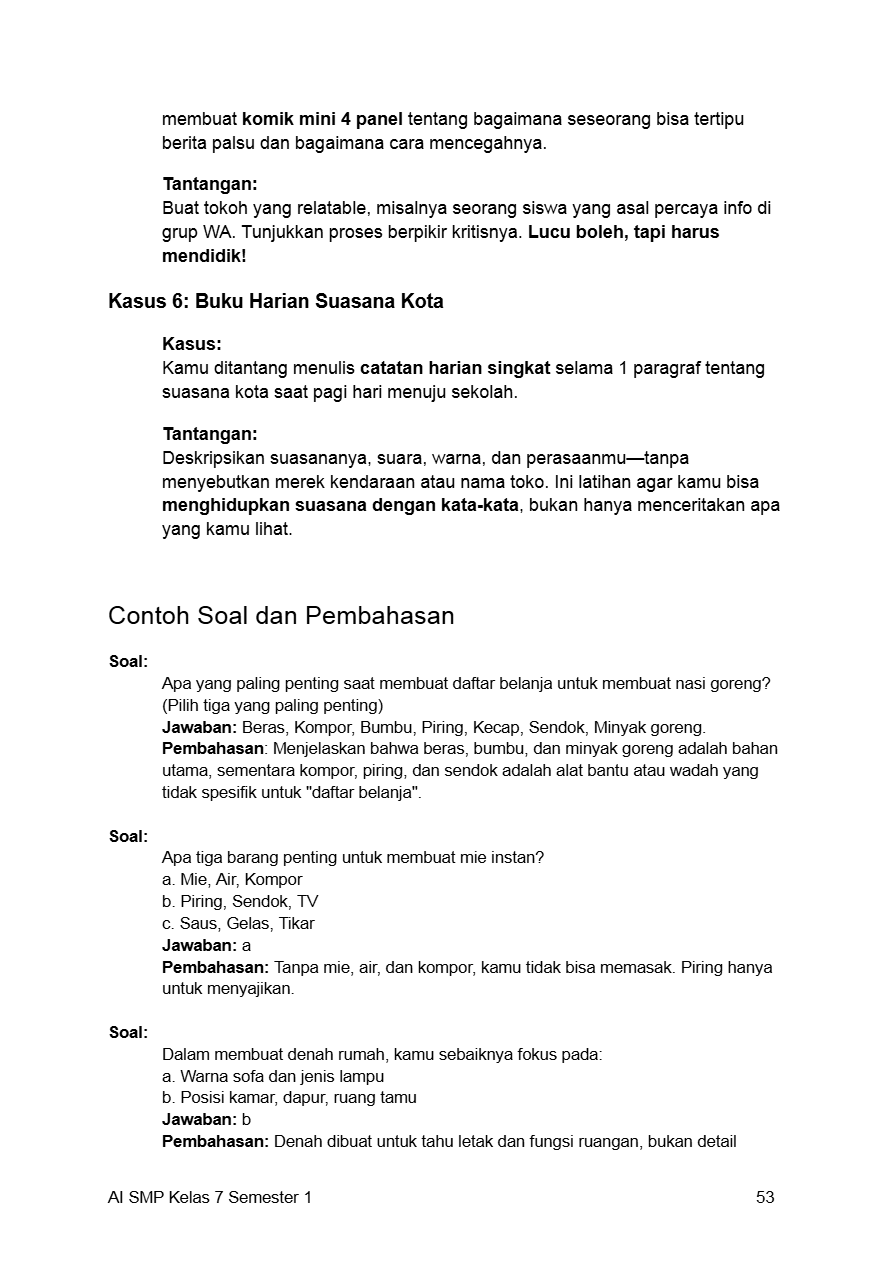 membuat komik mini 4 panel tentang bagaimana seseorang bisa tertipu
berita palsu dan bagaimana cara mencegahnya.
Tantangan:
Buat tokoh yang relatable, misalnya seorang siswa yang asal percaya info di
grup WA. Tunjukkan proses berpikir kritisnya. Lucu boleh, tapi harus
mendidik!
Kasus 6: Buku Harian Suasana Kota
Kasus:
Kamu ditantang menulis catatan harian singkat selama 1 paragraf tentang
suasana kota saat pagi hari menuju sekolah.
Tantangan:
Deskripsikan suasananya, suara, warna, dan perasaanmu—tanpa
menyebutkan merek kendaraan atau nama toko. Ini latihan agar kamu bisa
menghidupkan suasana dengan kata-kata, bukan hanya menceritakan apa
yang kamu lihat.
Contoh Soal dan Pembahasan
Soal:
Apa yang paling penting saat membuat daftar belanja untuk membuat nasi goreng?
(Pilih tiga yang paling penting)
Jawaban: Beras, Kompor, Bumbu, Piring, Kecap, Sendok, Minyak goreng.
Pembahasan: Menjelaskan bahwa beras, bumbu, dan minyak goreng adalah bahan
utama, sementara kompor, piring, dan sendok adalah alat bantu atau wadah yang
tidak spesifik untuk "daftar belanja".
Soal:
Apa tiga barang penting untuk membuat mie instan?
a. Mie, Air, Kompor
b. Piring, Sendok, TV
c. Saus, Gelas, Tikar
Jawaban: a
Pembahasan: Tanpa mie, air, dan kompor, kamu tidak bisa memasak. Piring hanya
untuk menyajikan.
Soal:
Dalam membuat denah rumah, kamu sebaiknya fokus pada:
a. Warna sofa dan jenis lampu
b. Posisi kamar, dapur, ruang tamu
Jawaban: b
Pembahasan: Denah dibuat untuk tahu letak dan fungsi ruangan, bukan detail
AI SMP Kelas 7 Semester 1 53